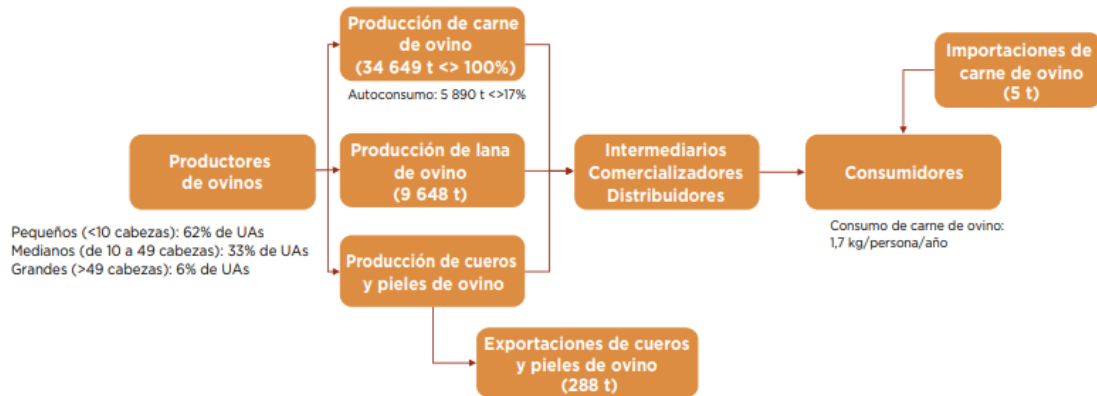 Producción de carne
de ovino
(34 649 t <> 100%)
Autoconsumo: 5 890 t <>17%
Importaciones de
carne de ovino
(5 t)
Productores
de ovinos
Pequeños (<10 cabezas): 62% de UAs
Medianos (de 10 a 49 cabezas): 33% de UAs
Grandes (>49 cabezas): 6% de UAs
Producción de lana
de ovino
(9 648 t)
Intermediarios
Comercializadores
Distribuidores
Consumidores
Consumo de carne de ovino:
1,7 kg/persona/año
Producción de cueros
y pieles de ovino
Exportaciones de cueros
y pieles de ovino
(288 t)